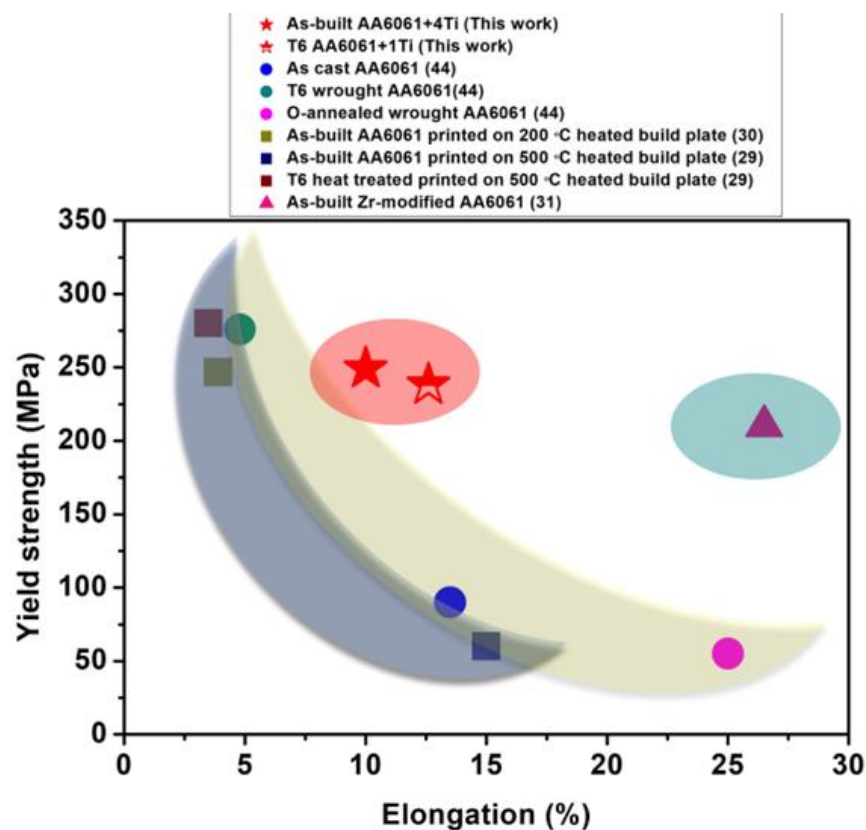 As-built AA6061+4Ti (This work)
T6 AA6061+1Ti (This work)
As cast AA6061 (44)
T6 wrought AA6061(44)
O-annealed wrought AA6061 (44)
As-built AA6061 printed on 200 °C heated build plate (30)
As-built AA6061 printed on 500 °C heated build plate (29)
T6 heat treated printed on 500 °C heated build plate (29)
As-built Zr-modified AA6061 (31)
350
300
250
200
150
100
50
0
Yield strength (MPa)
0 5 10 15 20 25 30
Elongation (%)